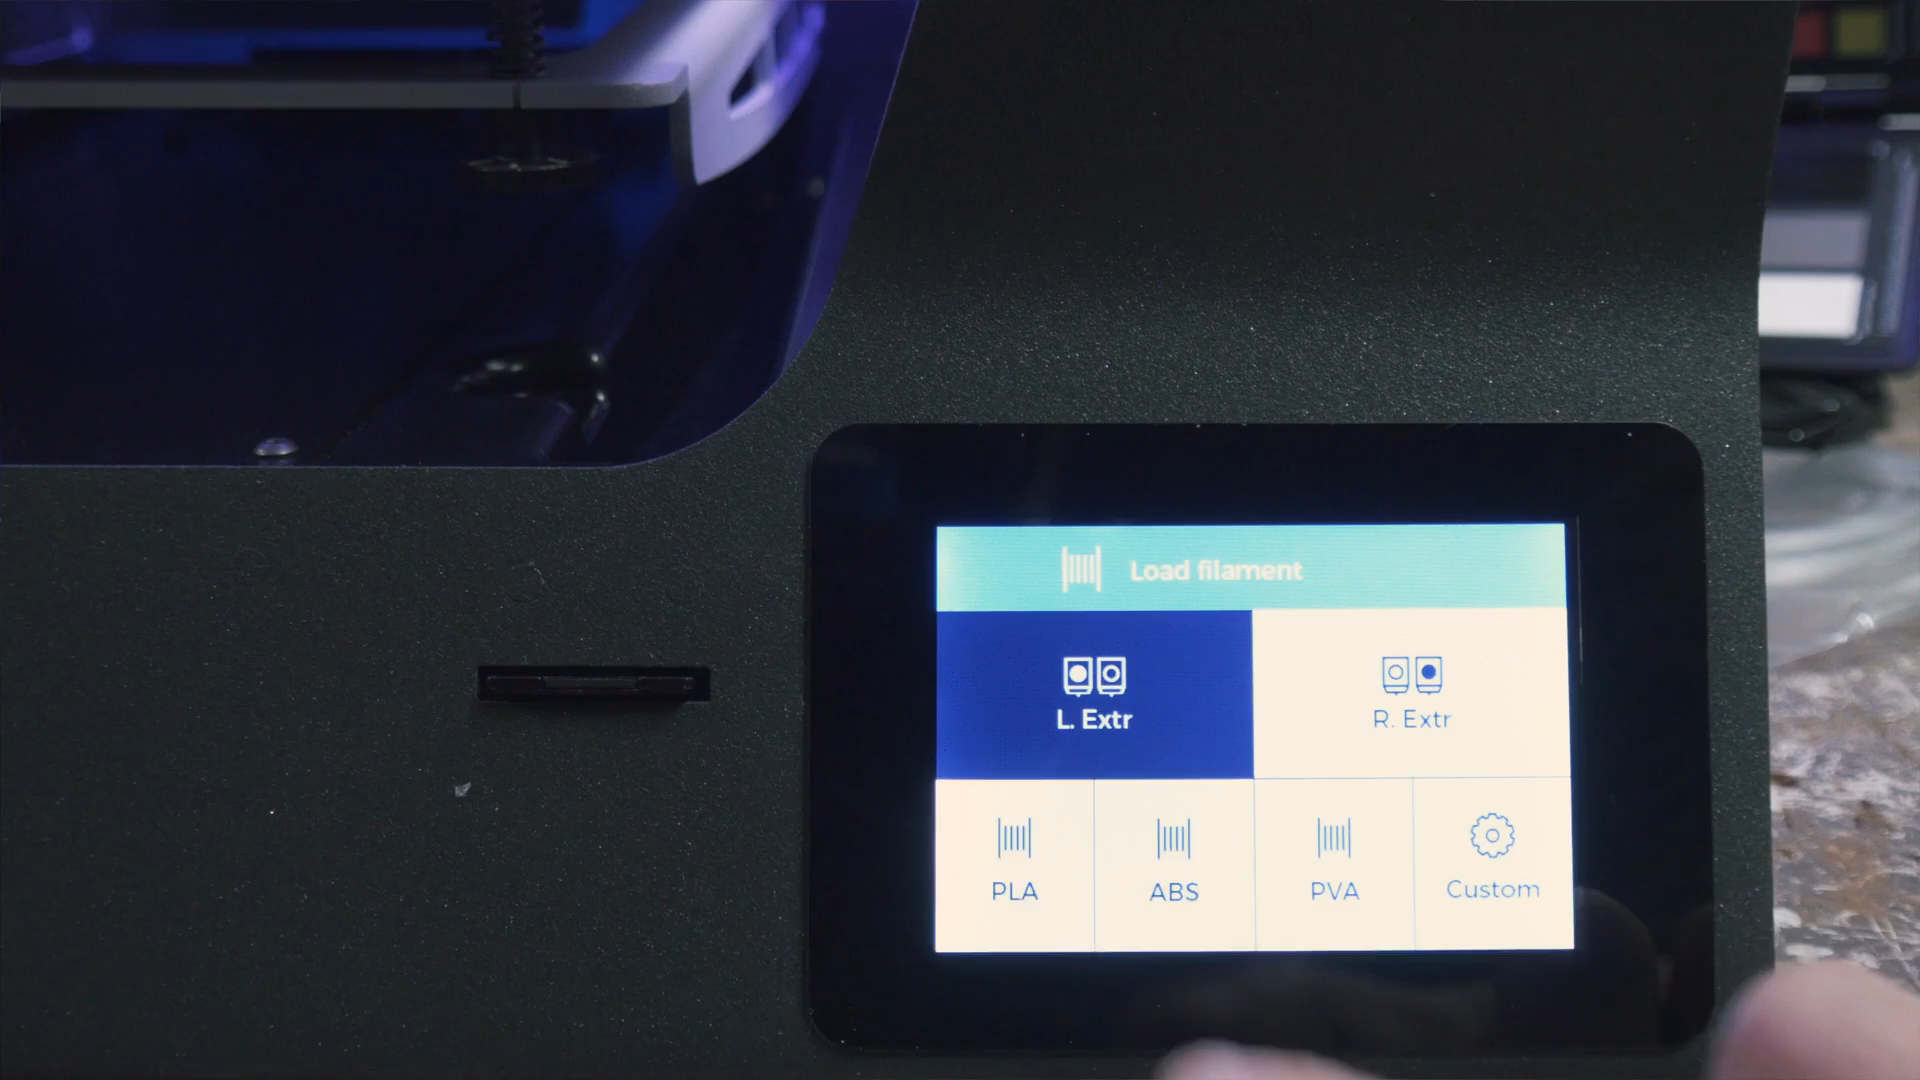 Load filament
L. Extr
R. Extr
PLA
ABS
PVA
Custom